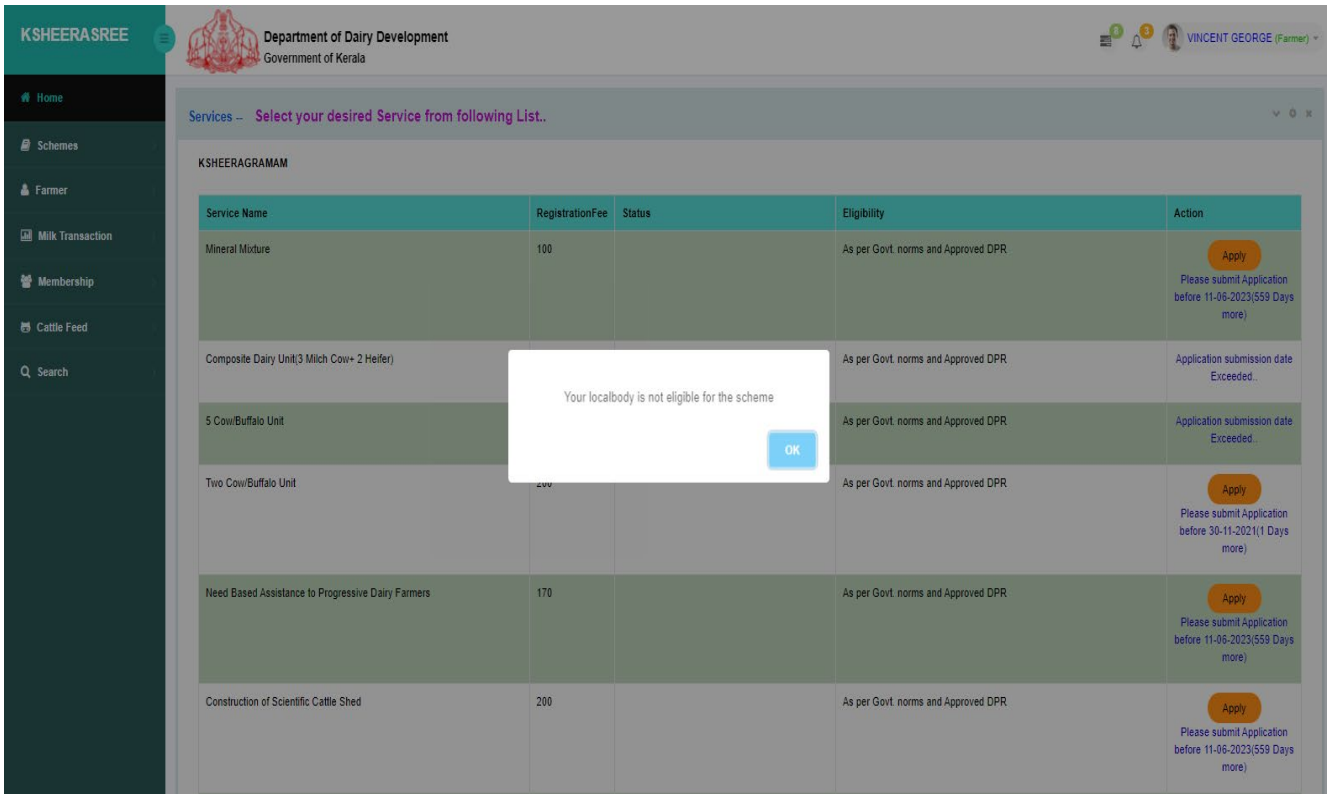 KSHEERASREE
Department of Dairy Development
Government of Kerala
VINCENT GEORGE (Farmer)
Home
Schemes
Farmer
Milk Transaction
Membership
Cattle Feed
Search
Services -- Select your desired Service from following List..
KSHEERAGRAMAM
Service Name RegistrationFee Status Eligibility Action
Mineral Mixture 100 As per Govt. norms and Approved DPR Apply
Please submit Application
before 11-06-2023(559 Days
more)
Composite Dairy Unit(3 Milch Cow+ 2 Heifer) As per Govt. norms and Approved DPR Application submission date
Exceeded..
Your localbody is not eligible for the scheme
OK
5 Cow/Buffalo Unit As per Govt. norms and Approved DPR Application submission date
Exceeded..
Two Cow/Buffalo Unit 200 As per Govt. norms and Approved DPR Apply
Please submit Application
before 30-11-2021(1 Days
more)
Need Based Assistance to Progressive Dairy Farmers 170 As per Govt. norms and Approved DPR Apply
Please submit Application
before 11-06-2023(559 Days
more)
Construction of Scientific Cattle Shed 200 As per Govt. norms and Approved DPR Apply
Please submit Application
before 11-06-2023(559 Days
more)